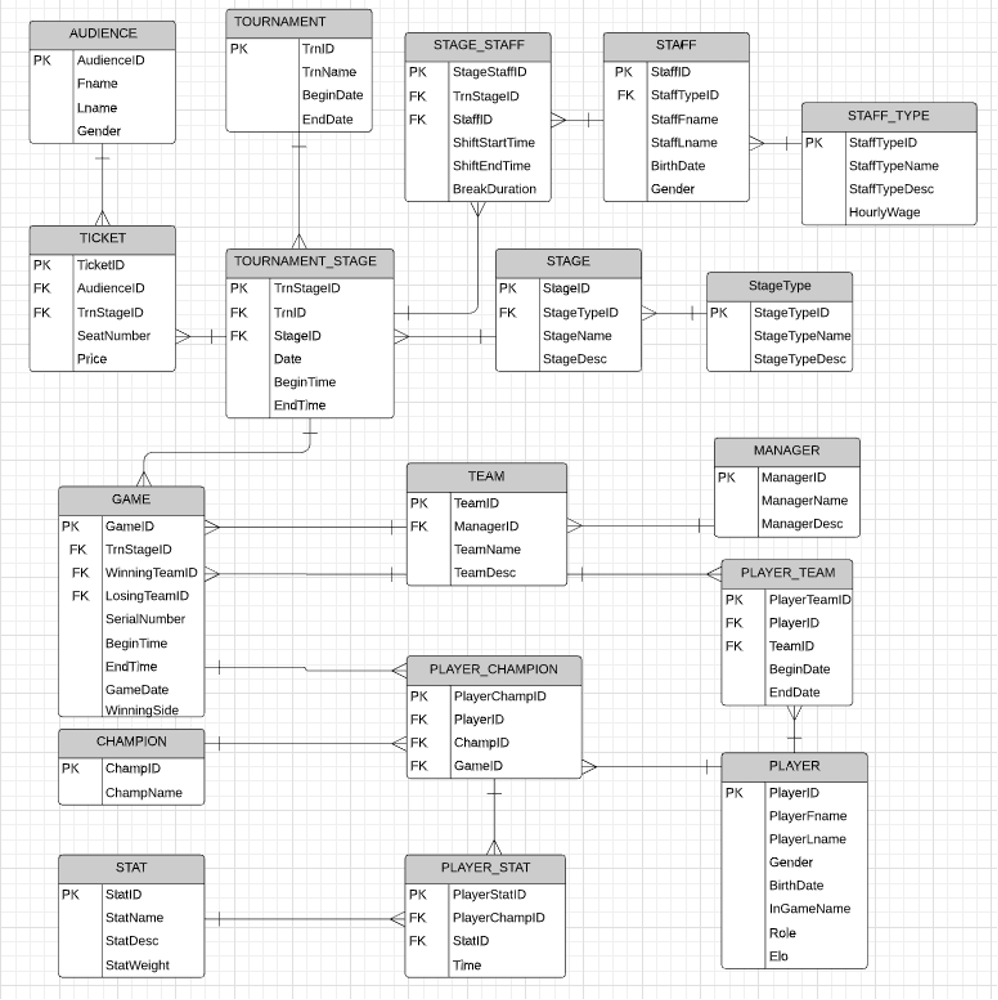 AUDIENCE
PK AudienceID
Fname
Lname
Gender
TOURNAMENT
PK TrnID
TrnName
BeginDate
EndDate
STAGE_STAFF
PK StageStaffID
FK TrnStageID
FK StaffID
ShiftStartTime
ShiftEndTime
BreakDuration
STAFF
PK StaffID
FK StaffTypeID
StaffFname
StaffLname
BirthDate
Gender
STAFF_TYPE
PK StaffTypeID
StaffTypeName
StaffTypeDesc
HourlyWage
TICKET
PK TicketID
FK AudienceID
FK TrnStageID
SeatNumber
Price
TOURNAMENT_STAGE
PK TrnStageID
FK TrnID
FK StageID
Date
BeginTime
EndTime
STAGE
PK StageID
FK StageTypeID
StageName
StageDesc
StageType
PK StageTypeID
StageTypeName
StageTypeDesc
GAME
PK GameID
FK TrnStageID
FK WinningTeamID
FK LosingTeamID
SerialNumber
BeginTime
EndTime
GameDate
WinningSide
TEAM
PK TeamID
FK ManagerID
TeamName
TeamDesc
MANAGER
PK ManagerID
ManagerName
ManagerDesc
PLAYER_TEAM
PK PlayerTeamID
FK PlayerID
FK TeamID
BeginDate
EndDate
PLAYER_CHAMPION
PK PlayerChampID
FK PlayerID
FK ChampID
FK GameID
CHAMPION
PK ChampID
ChampName
PLAYER
PK PlayerID
PlayerFname
PlayerLname
Gender
BirthDate
InGameName
Role
Elo
STAT
PK StatID
StatName
StatDesc
StatWeight
PLAYER_STAT
PK PlayerStatID
FK PlayerChampID
FK StatID
Time